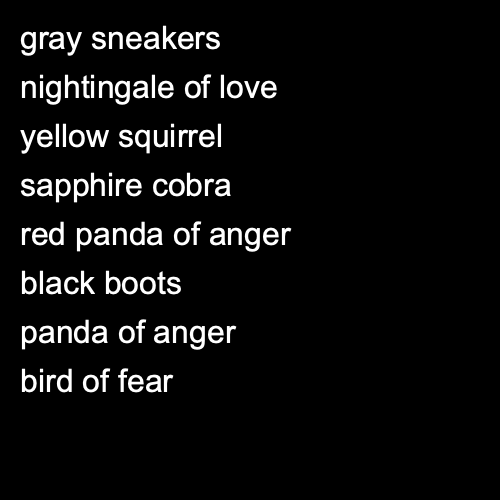 gray sneakers
nightingale of love
yellow squirrel
sapphire cobra
red panda of anger
black boots
panda of anger
bird of fear